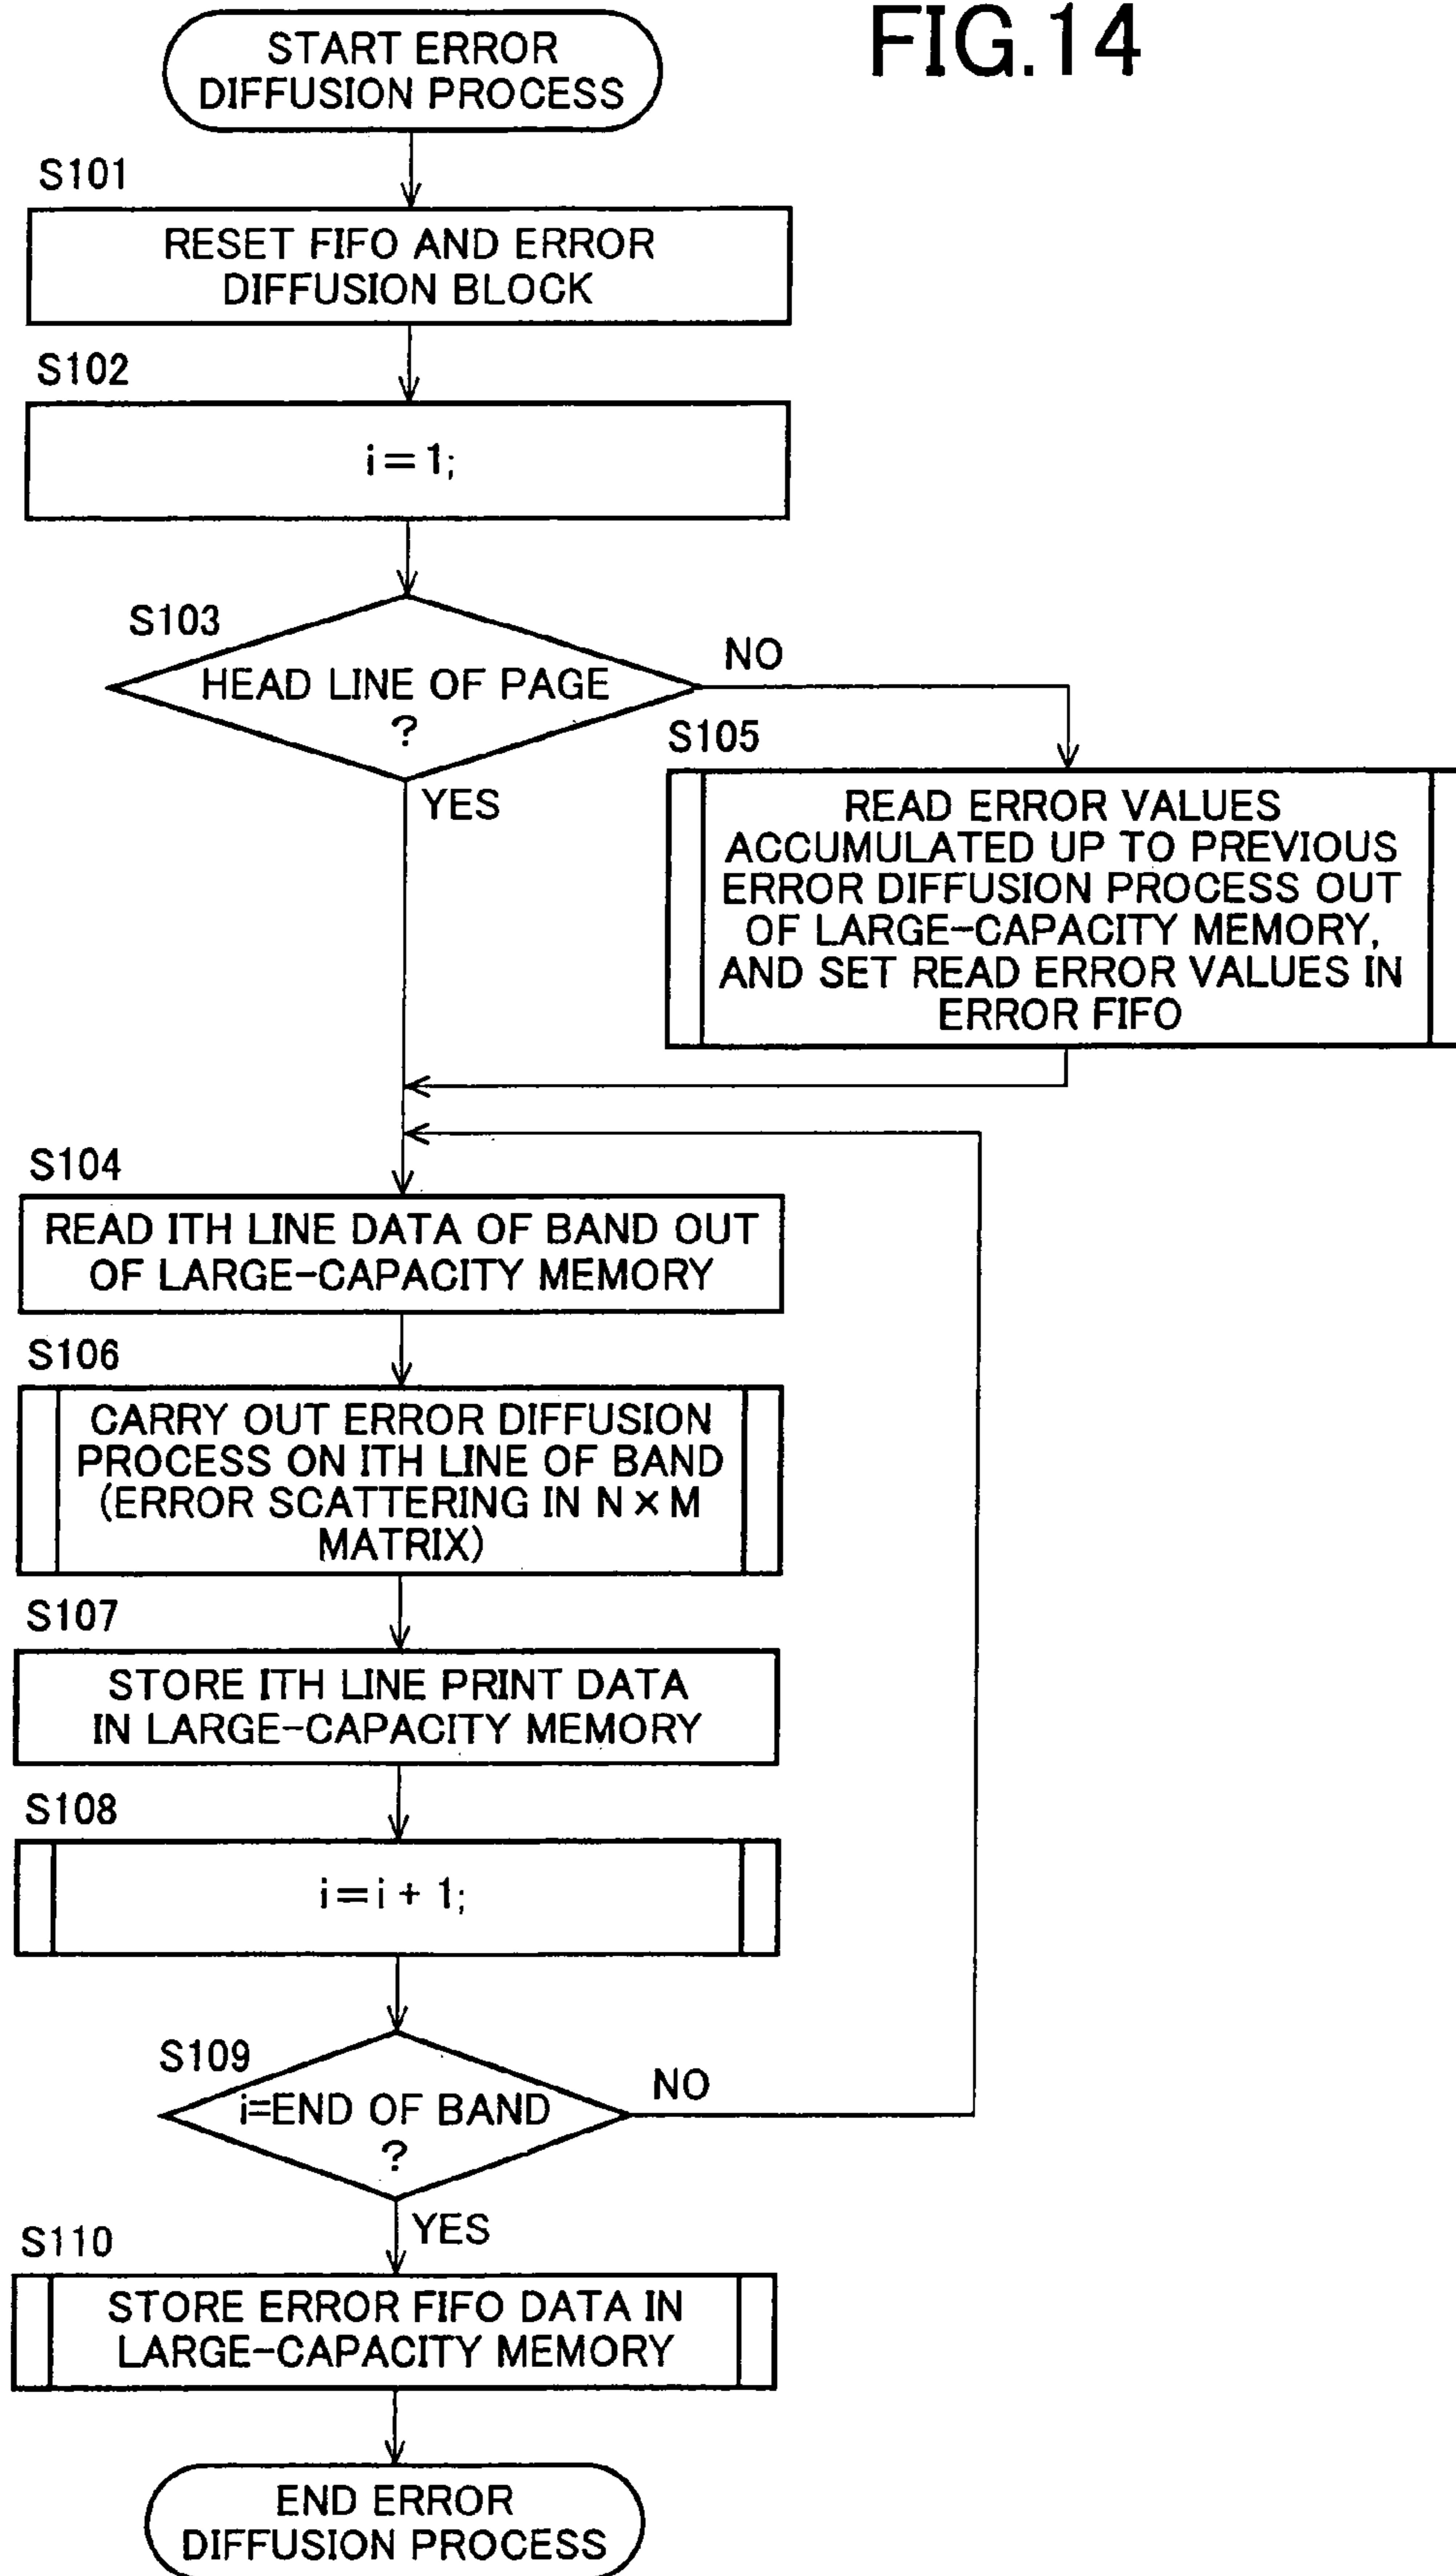 FIG.14
START ERROR
DIFFUSION PROCESS
S101
RESET FIFO AND ERROR
DIFFUSION BLOCK
S102
i=1;
S103
HEAD LINE OF PAGE
?
NO
YES
S105
READ ERROR VALUES
ACCUMULATED UP TO PREVIOUS
ERROR DIFFUSION PROCESS OUT
OF LARGE-CAPACITY MEMORY,
AND SET READ ERROR VALUES IN
ERROR FIFO
S104
READ ITH LINE DATA OF BAND OUT
OF LARGE-CAPACITY MEMORY
S106
CARRY OUT ERROR DIFFUSION
PROCESS ON ITH LINE OF BAND
(ERROR SCATTERING IN N×M
MATRIX)
S107
STORE ITH LINE PRINT DATA
IN LARGE-CAPACITY MEMORY
S108
i=i + 1;
S109
i=END OF BAND
?
NO
YES
S110
STORE ERROR FIFO DATA IN
LARGE-CAPACITY MEMORY
END ERROR
DIFFUSION PROCESS